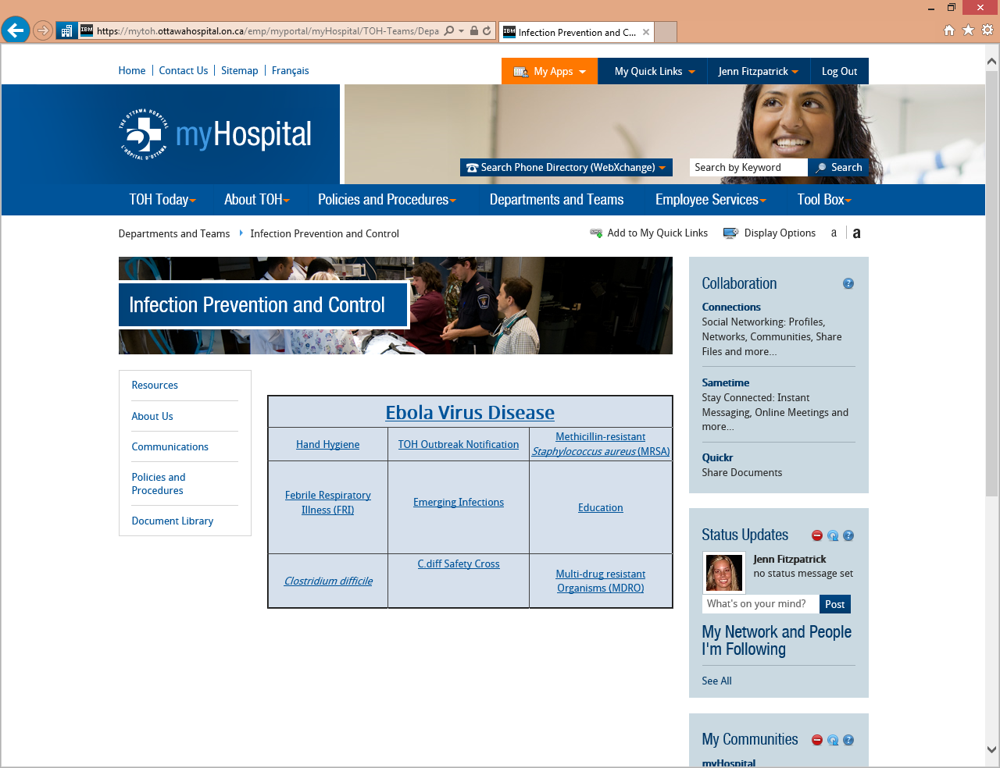 https://mytoh.ottawahospital.on.ca/emp/myportal/myHospital/TOH-Teams/Depa
IBM
IBM
Infection Prevention and C...
Home
Contact Us
Sitemap
Français
My Apps
My Quick Links
Jenn Fitzpatrick
Log Out
THE OTTAWA HOSPITAL
L'HÔPITAL D'OTTAWA
myHospital
Search Phone Directory (WebXchange)
Search by Keyword
Search
TOH Today
About TOH
Policies and Procedures
Departments and Teams
Employee Services
Tool Box
Departments and Teams
Infection Prevention and Control
Add to My Quick Links
Display Options
a
a
Infection Prevention and Control
Resources
About Us
Communications
Policies and
Procedures
Document Library
Ebola Virus Disease
Hand Hygiene
TOH Outbreak Notification
Methicillin-resistant
Staphylococcus aureus (MRSA)
Febrile Respiratory
Illness (FRI)
Emerging Infections
Education
Clostridium difficile
C.diff Safety Cross
Multi-drug resistant
Organisms (MDRO)
Collaboration
Connections
Social Networking: Profiles,
Networks, Communities, Share
Files and more...
Sametime
Stay Connected: Instant
Messaging, Online Meetings and
more...
Quickr
Share Documents
Status Updates
Jenn Fitzpatrick
no status message set
What's on your mind?
Post
My Network and People
I'm Following
See All
My Communities
myHospital